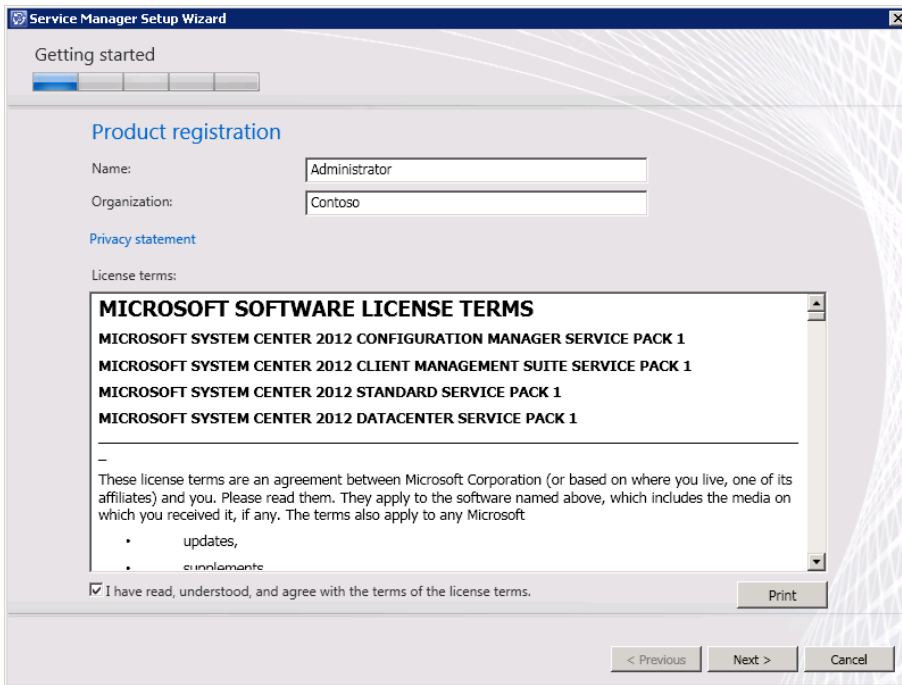 Service Manager Setup Wizard
Getting started
Product registration
Name:
Administrator
Organization:
Contoso
Privacy statement
License terms:
MICROSOFT SOFTWARE LICENSE TERMS
MICROSOFT SYSTEM CENTER 2012 CONFIGURATION MANAGER SERVICE PACK 1
MICROSOFT SYSTEM CENTER 2012 CLIENT MANAGEMENT SUITE SERVICE PACK 1
MICROSOFT SYSTEM CENTER 2012 STANDARD SERVICE PACK 1
MICROSOFT SYSTEM CENTER 2012 DATACENTER SERVICE PACK 1
–
These license terms are an agreement between Microsoft Corporation (or based on where you live, one of its
affiliates) and you. Please read them. They apply to the software named above, which includes the media on
which you received it, if any. The terms also apply to any Microsoft
• updates,
• supplements
I have read, understood, and agree with the terms of the license terms.
Print
< Previous
Next >
Cancel